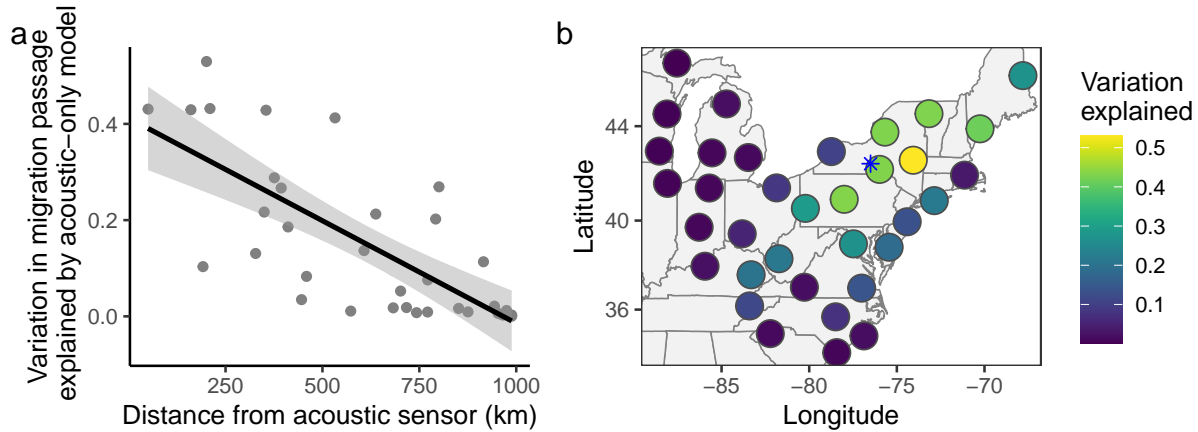 a
Variation in migration passage
explained by acoustic−only model
0.4
0.2
0.0
250
500
750
1000
Distance from acoustic sensor (km)
b
Latitude
44
40
36
−85
−80
−75
−70
Longitude
Variation
explained
0.5
0.4
0.3
0.2
0.1